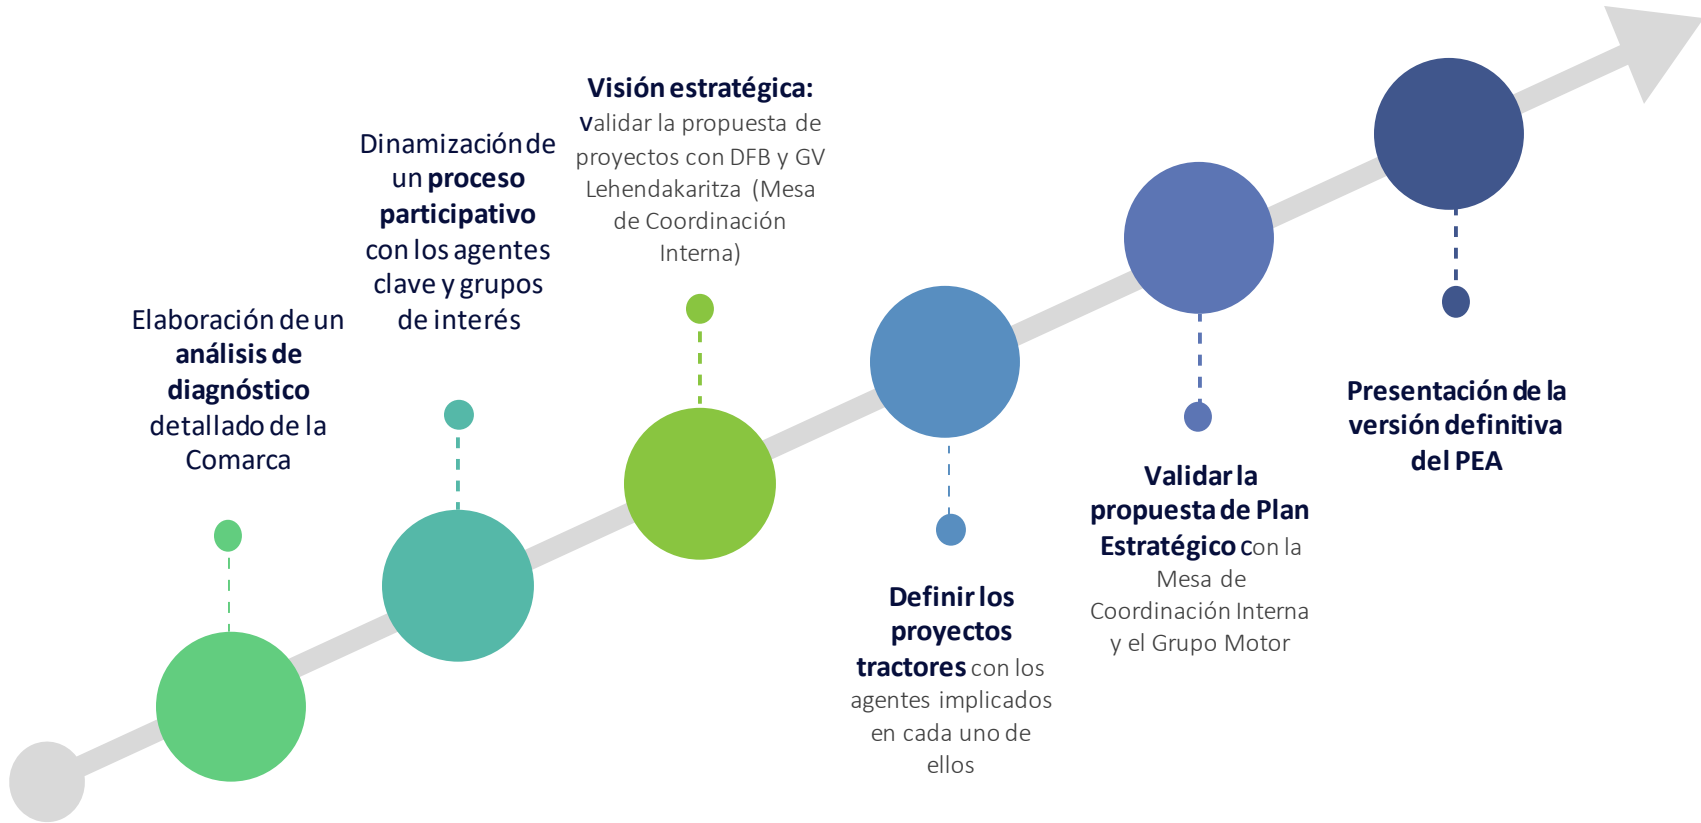 Elaboración de un
análisis de
diagnóstico
detallado de la
Comarca
Dinamización de
un proceso
participativo
con los agentes
clave y grupos
de interés
Visión estratégica:
validar la propuesta de
proyectos con DFB y GV
Lehendakaritza (Mesa
de Coordinación
Interna)
Definir los
proyectos
tractores con los
agentes implicados
en cada uno de
ellos
Validar la
propuesta de Plan
Estratégico con la
Mesa de
Coordinación Interna
y el Grupo Motor
Presentación de la
versión definitiva
del PEA